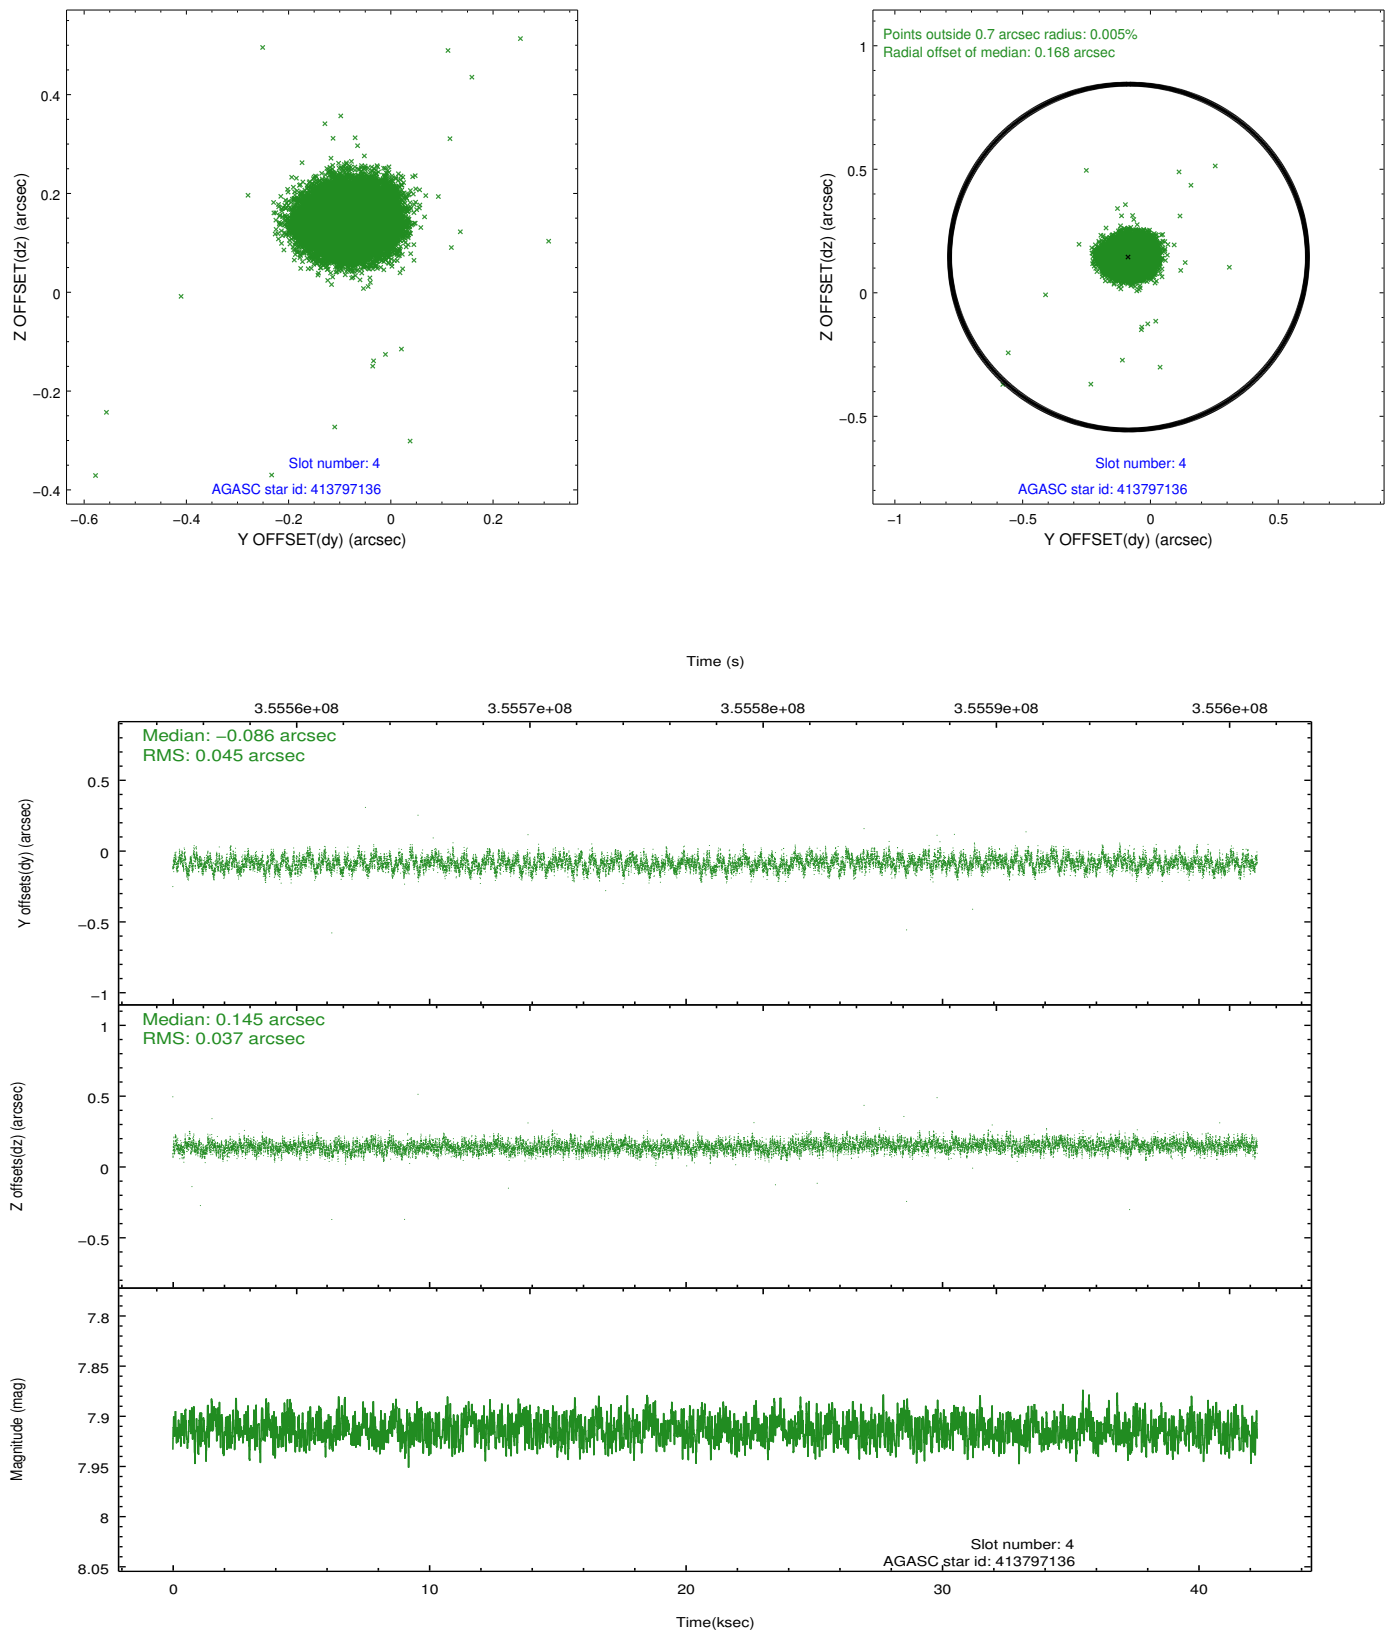 0.4
0.2
0
−0.2
−0.4
Z OFFSET(dz) (arcsec)
Slot number: 4
AGASC star id: 413797136
−0.6
−0.4
−0.2
0
0.2
Y OFFSET(dy) (arcsec)
Points outside 0.7 arcsec radius: 0.005%
Radial offset of median: 0.168 arcsec
1
0.5
0
−0.5
Z OFFSET(dz) (arcsec)
Slot number: 4
AGASC star id: 413797136
−1
−0.5
0
0.5
Y OFFSET(dy) (arcsec)
Time (s)
3.5556e+08
3.5557e+08
3.5558e+08
3.5559e+08
3.556e+08
Median: −0.086 arcsec
RMS: 0.045 arcsec
0.5
0
−0.5
−1
Y offsets(dy) (arcsec)
Median: 0.145 arcsec
RMS: 0.037 arcsec
1
0.5
0
−0.5
Z offsets(dz) (arcsec)
7.8
7.85
7.9
7.95
8
8.05
Magnitude (mag)
Slot number: 4
AGASC star id: 413797136
0
10
20
30
40
Time(ksec)